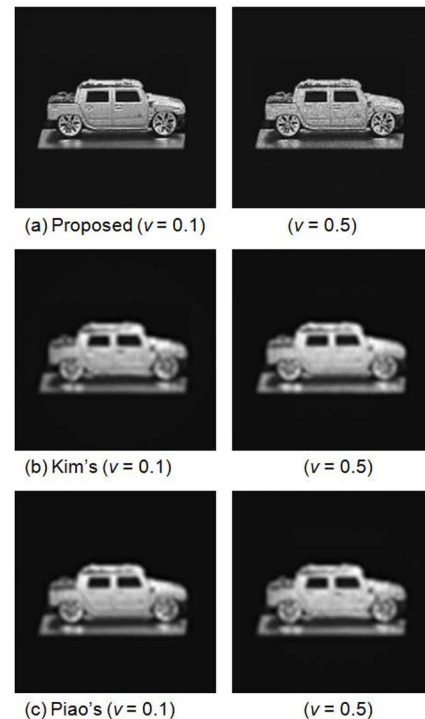 (a) Proposed (v = 0.1) (v = 0.5)
(b) Kim's (v = 0.1) (v = 0.5)
(c) Piao's (v = 0.1) (v = 0.5)